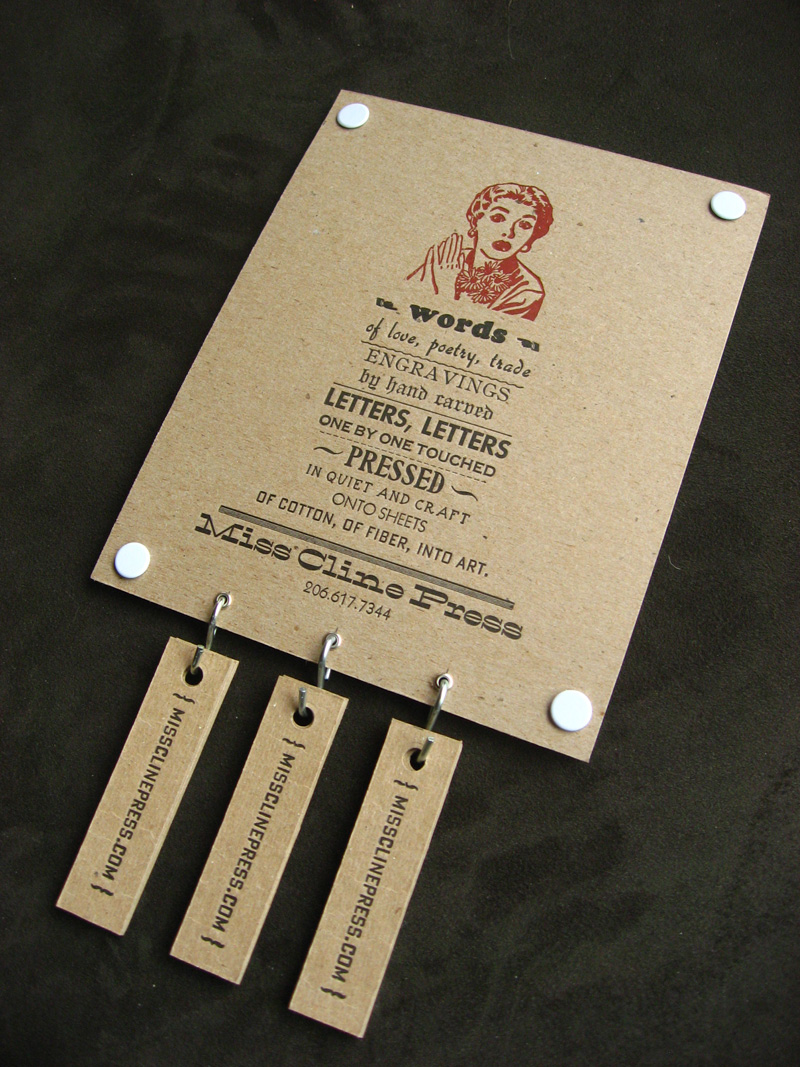 words
of love, poetry, trade
ENGRAVINGS
by hand carved
LETTERS, LETTERS
ONE BY ONE TOUCHED
~ PRESSED ~
IN QUIET AND CRAFT
ONTO SHEETS
OF COTTON, OF FIBER, INTO ART.
Miss Cline Press
206.617.7344
{ MISSCLINEPRESS.COM }
{ MISSCLINEPRESS.COM }
{ MISSCLINEPRESS.COM }